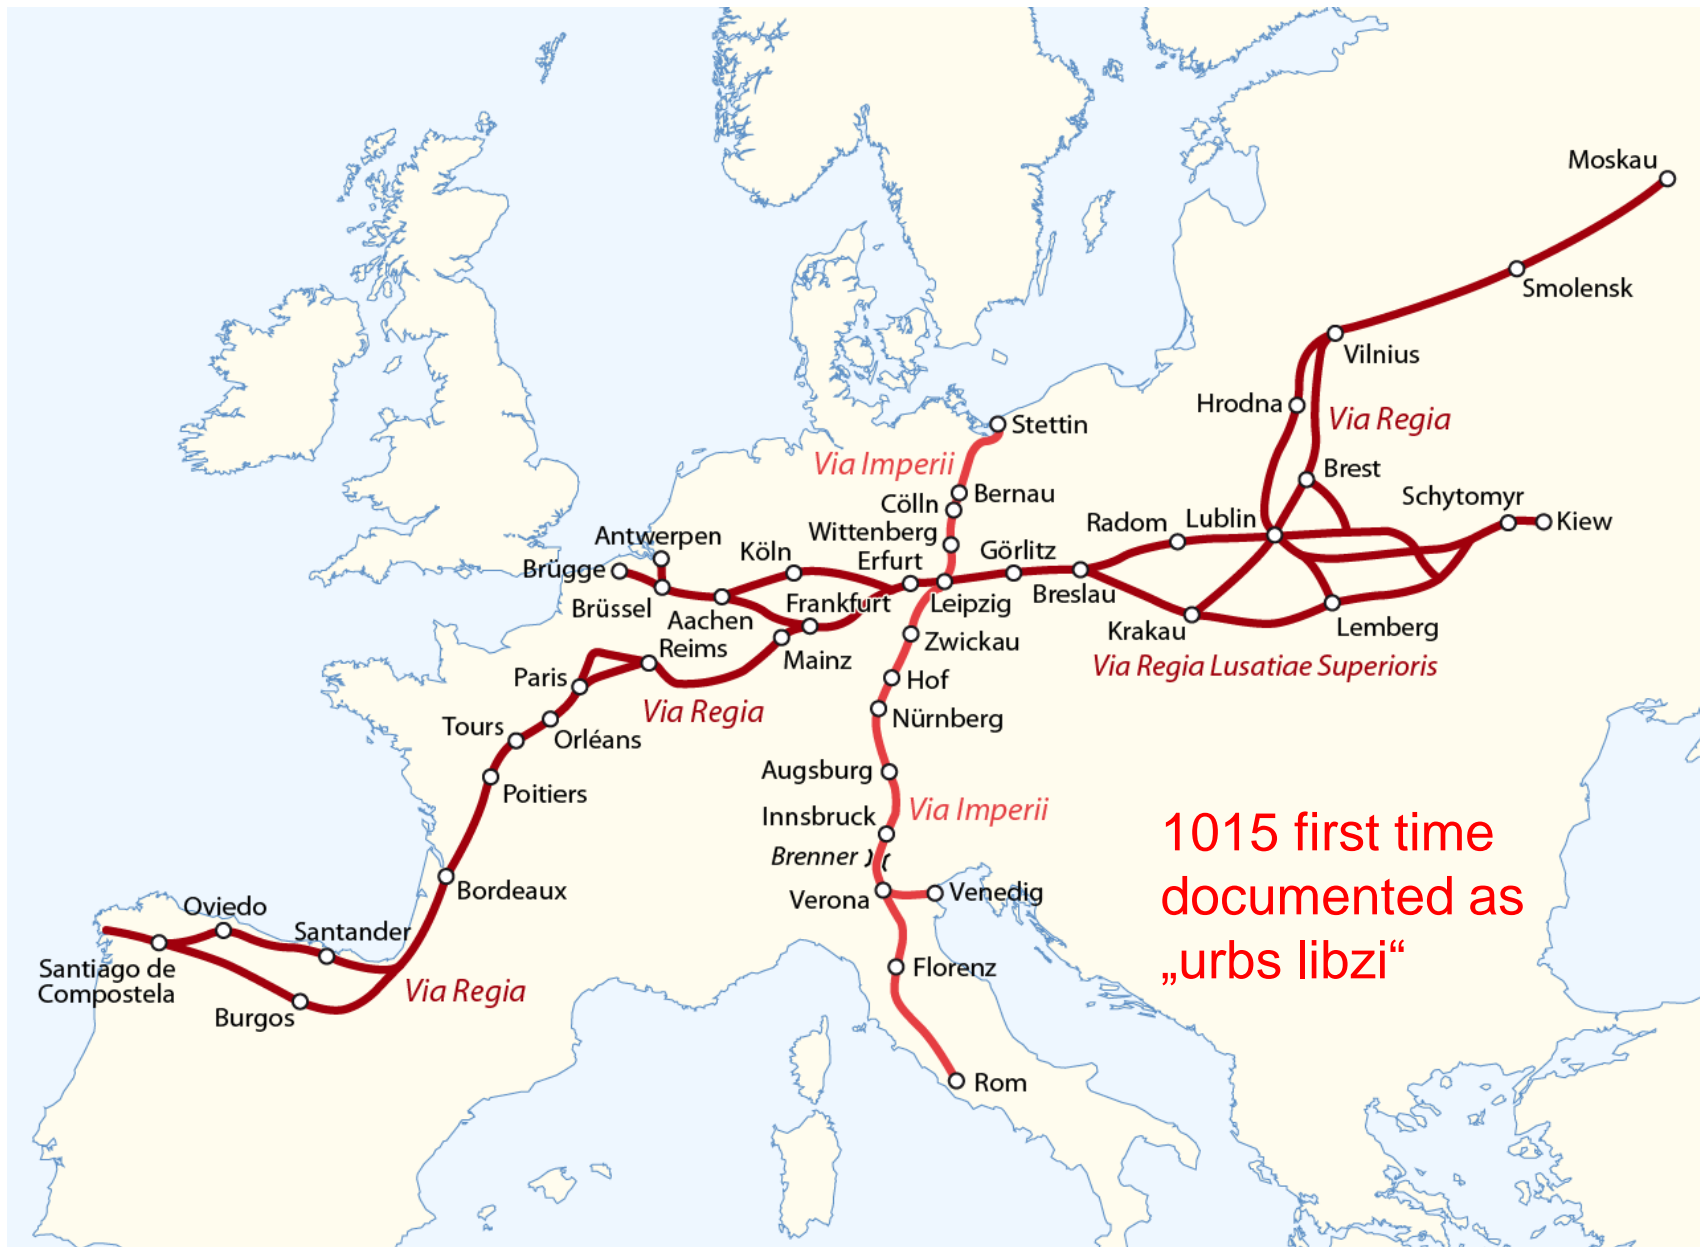 Moskau
Smolensk
Vilnius
Hrodna
Via Regia
Stettin
Via Imperii
Brest
Bernau
Schytomyr
Cölln
Kiew
Radom
Lublin
Wittenberg
Antwerpen
Köln
Erfurt
Görlitz
Brügge
Brüssel
Aachen
Frankfurt
Leipzig
Breslau
Krakau
Lemberg
Reims
Mainz
Zwickau
Via Regia Lusatiae Superioris
Paris
Hof
Via Regia
Nürnberg
Tours
Orléans
Augsburg
Poitiers
Innsbruck
Via Imperii
1015 first time
documented as
„urbs libzi“
Brenner
Bordeaux
Verona
Venedig
Oviedo
Santander
Santiago de
Compostela
Florenz
Via Regia
Burgos
Rom